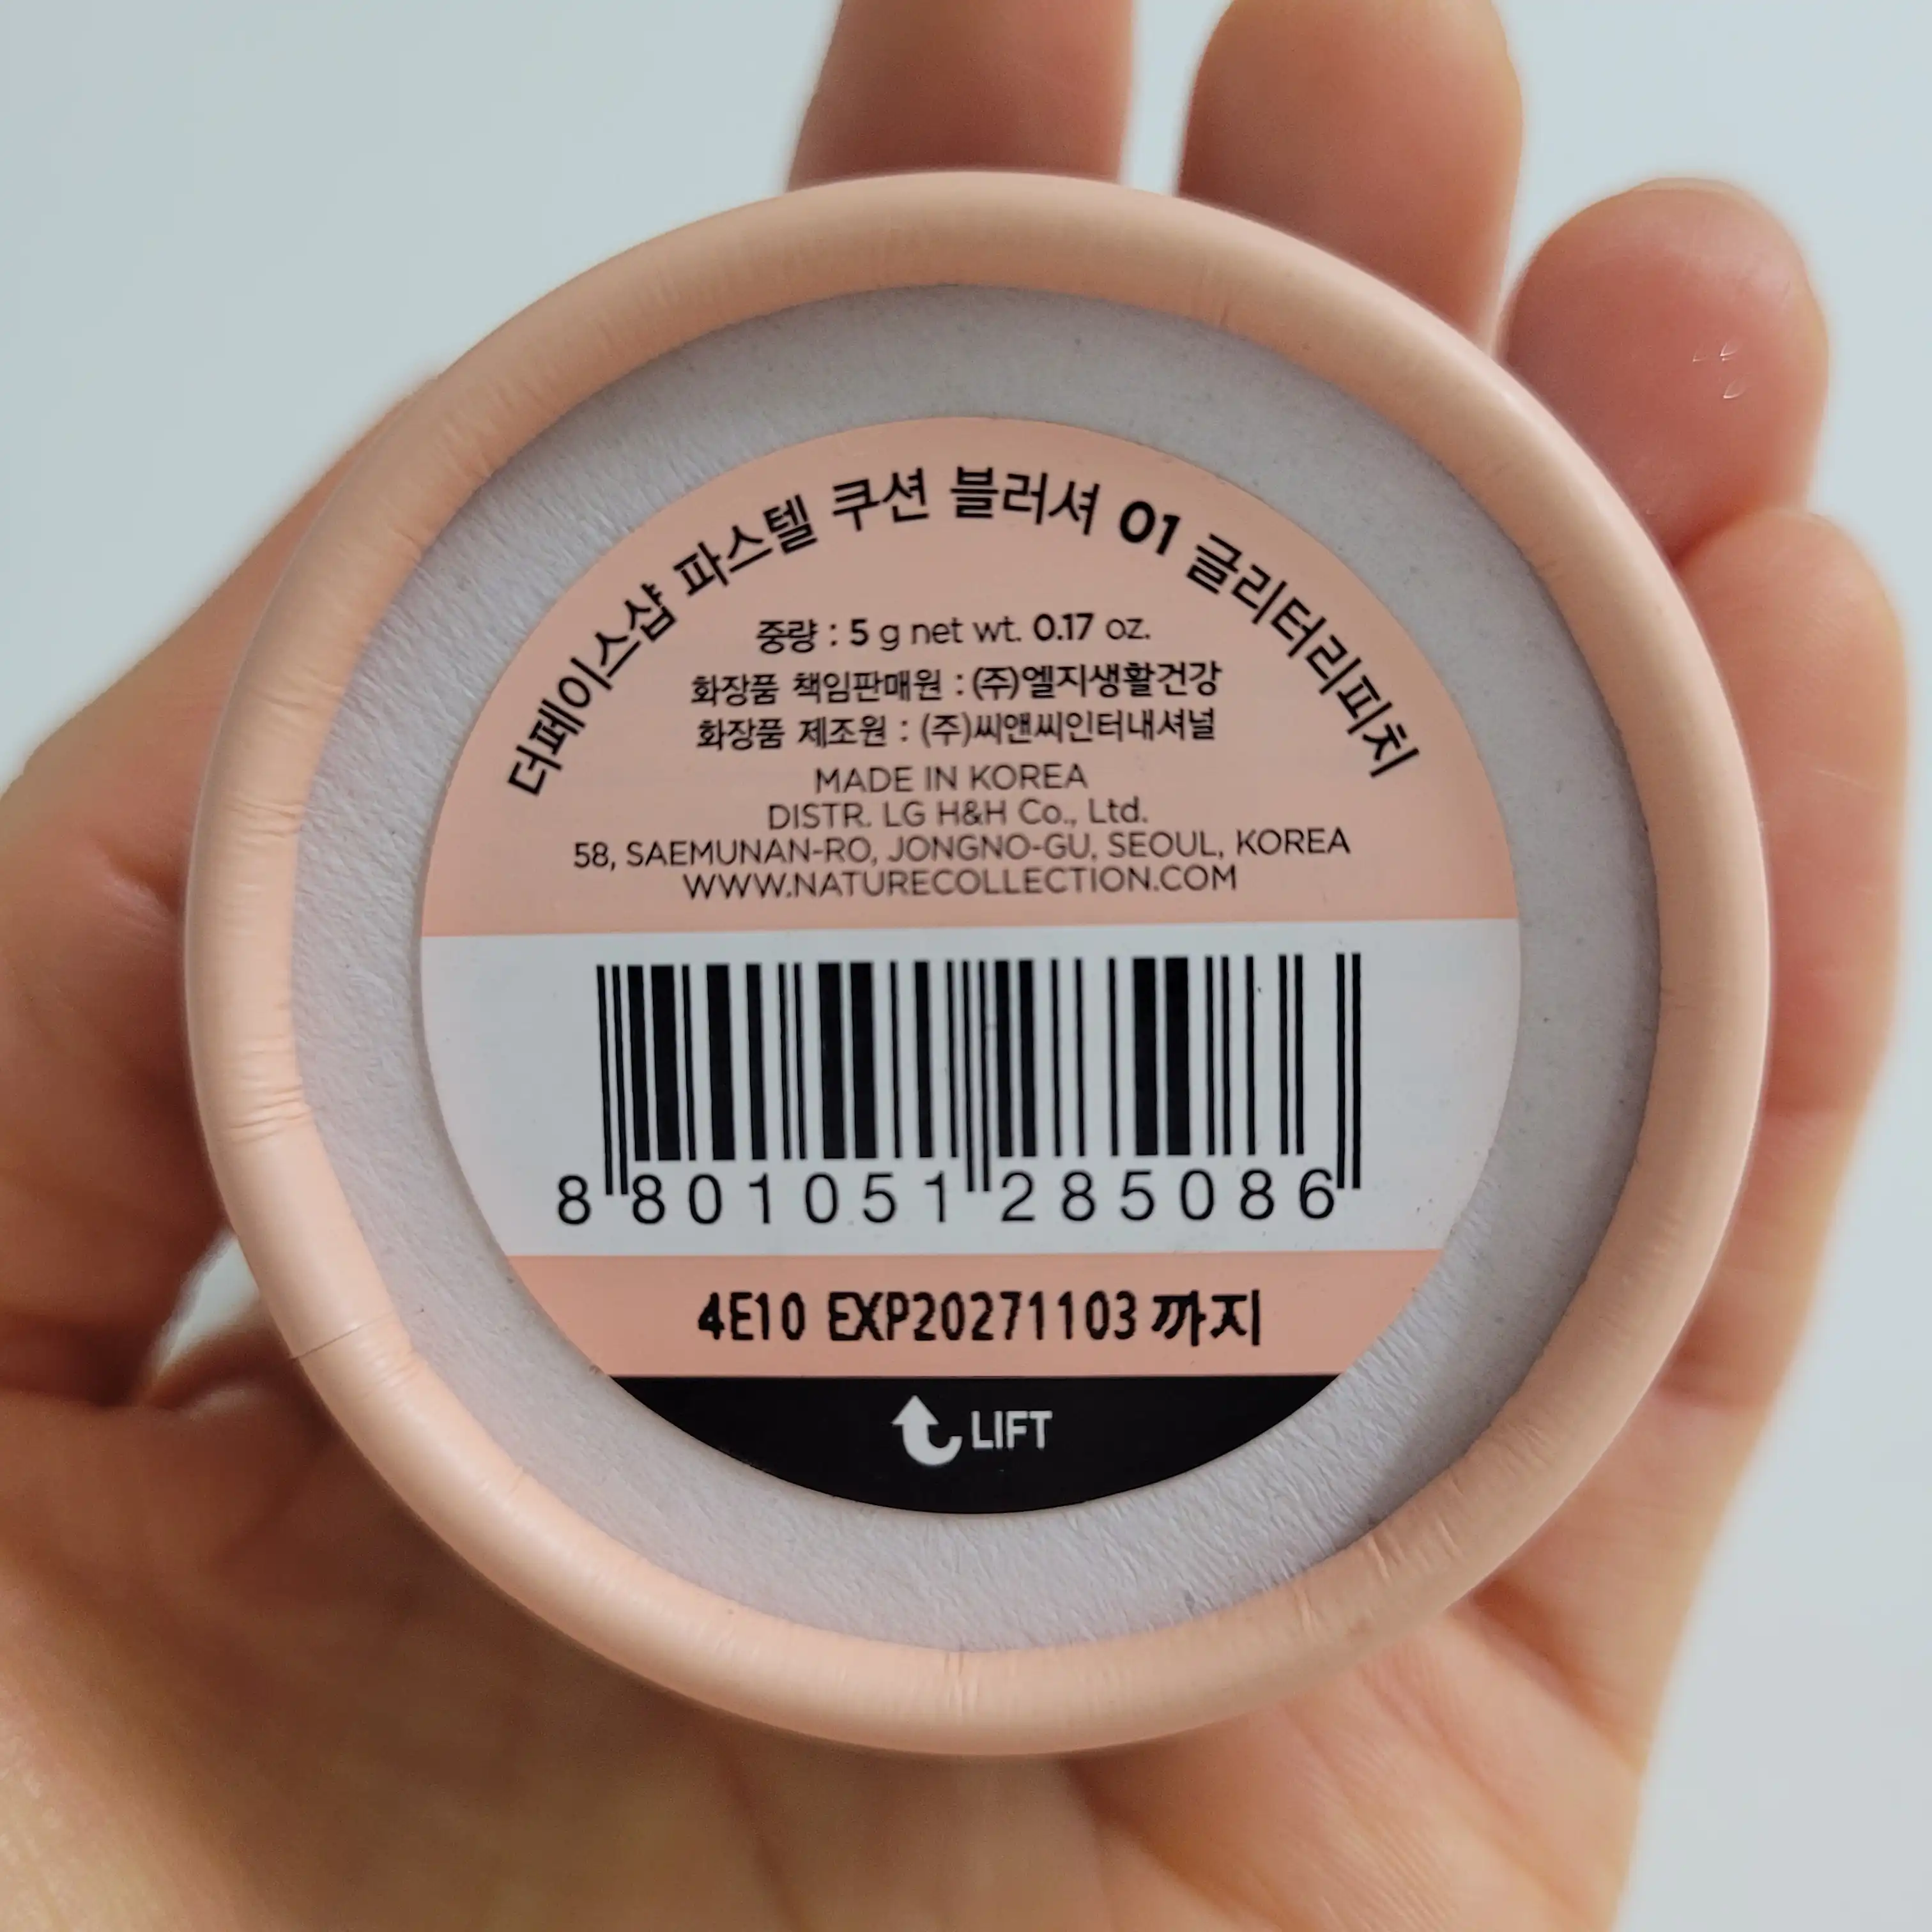 더페이스샵 파스텔 쿠션 블러셔 01 글리터리피치
중량 : 5 g net wt. 0.17 oz.
화장품 책임판매원 : (주)엘지생활건강
화장품 제조원 : (주)씨앤씨인터내셔널
MADE IN KOREA
DISTR. LG H&H Co., Ltd.
58, SAEMUNAN-RO, JONGNO-GU, SEOUL, KOREA
WWW.NATURECOLLECTION.COM
8 801051 285086
4E10 EXP20271103 까지
LIFT